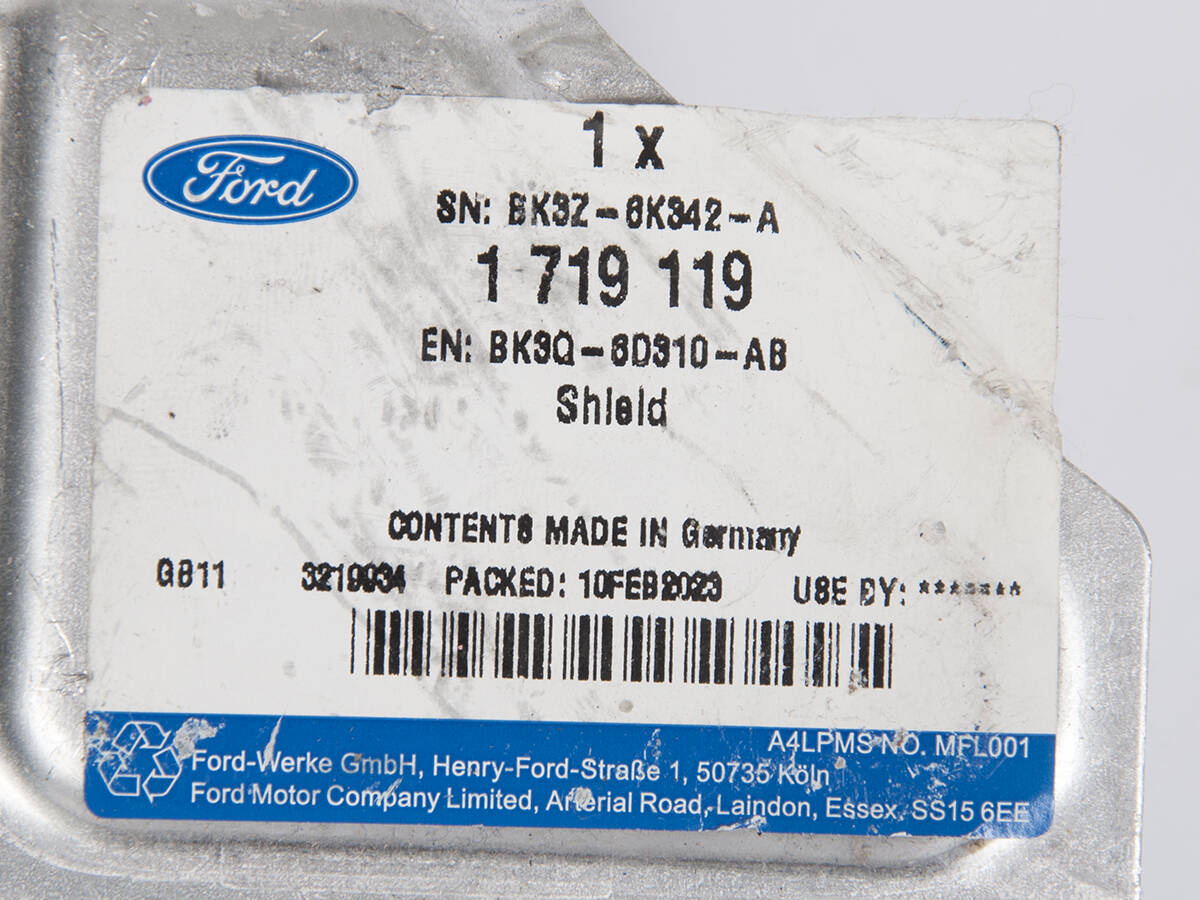 Ford
1 x
SN: BK3Z-6K342-A
1 719 119
EN: BK3Q-6D310-AB
Shield
CONTENTS MADE IN Germany
GB11 3219934 PACKED: 10FEB2023 USE BY: *******
A4LPMS NO. MFL001
Ford-Werke GmbH, Henry-Ford-Straße 1, 50735 Köln
Ford Motor Company Limited, Arterial Road, Laindon, Essex. SS15 6EE